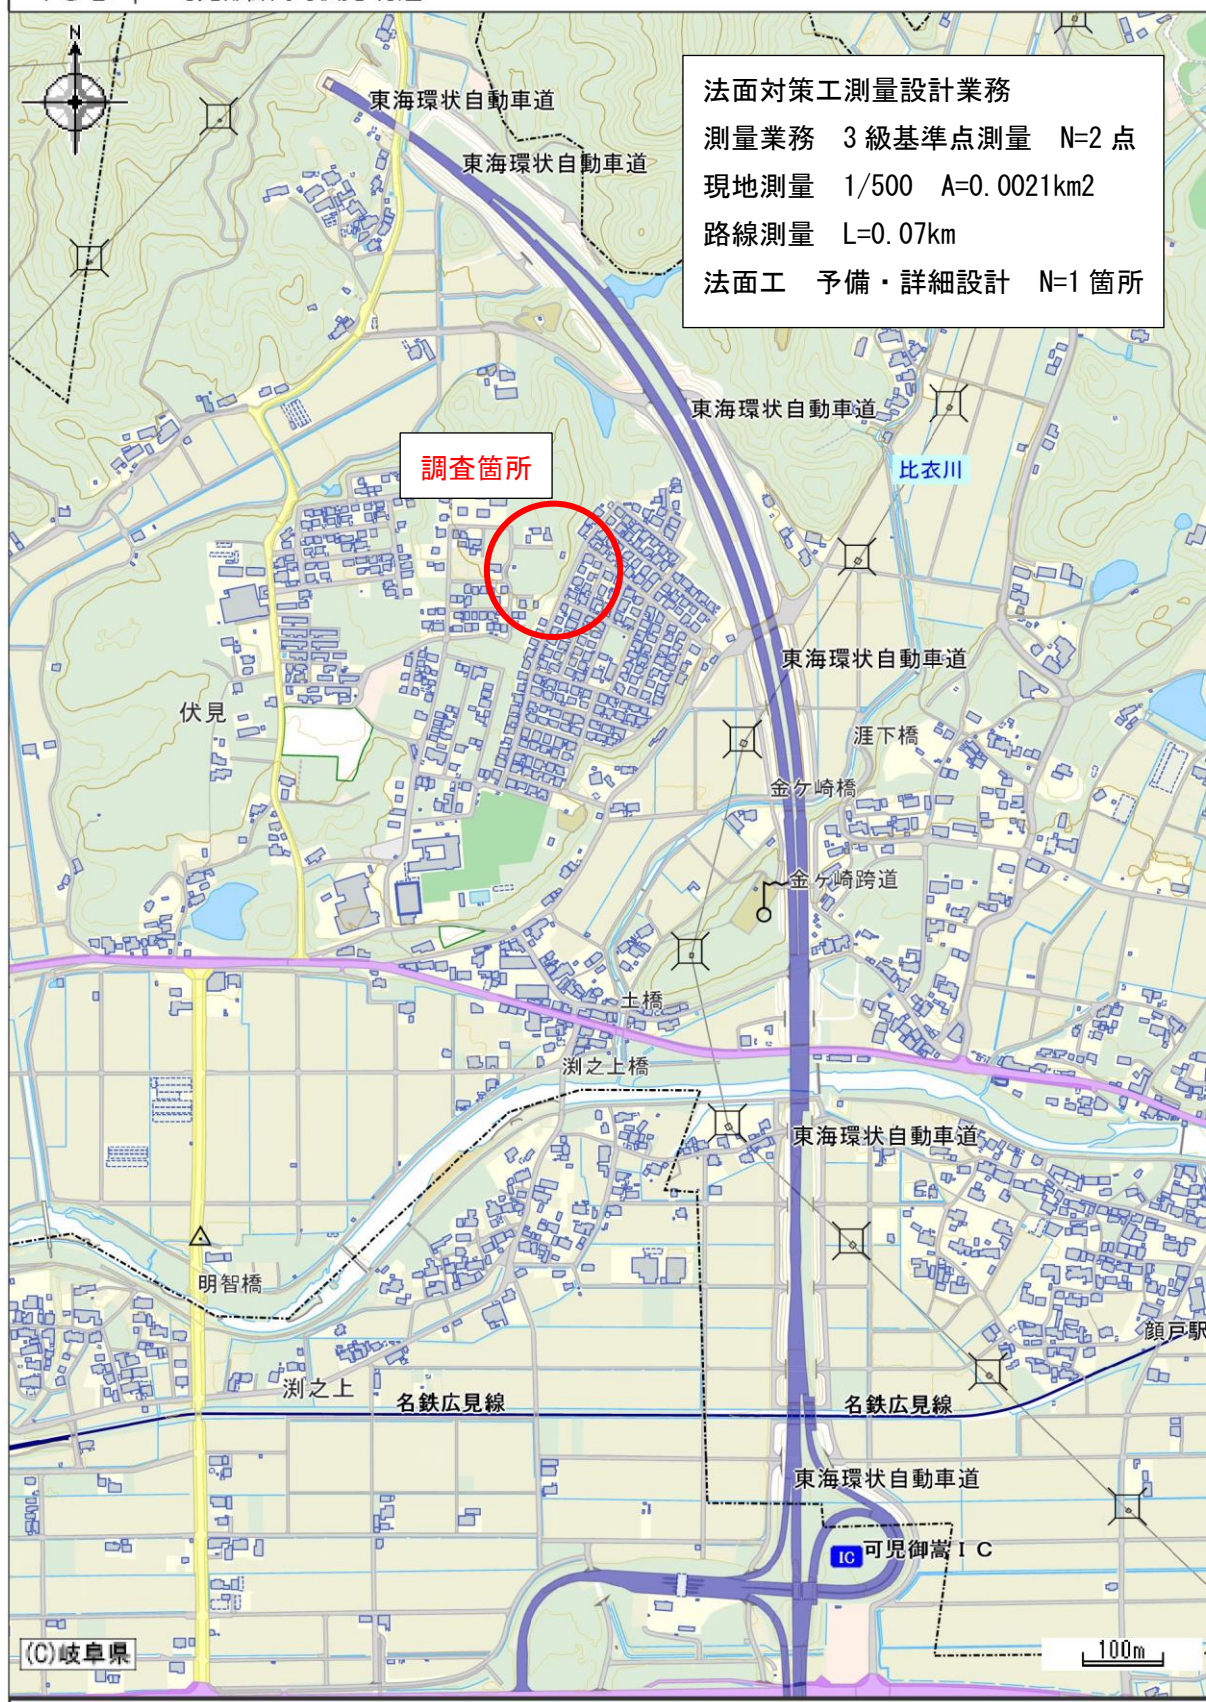 N
東海環状自動車道
法面対策工測量設計業務
測量業務　3級基準点測量　N=2点
現地測量　1/500　A=0.0021km2
路線測量　L=0.07km
法面工　予備・詳細設計　N=1箇所
東海環状自動車道
東海環状自動車道
調査箇所
比衣川
東海環状自動車道
伏見
涯下橋
金ケ崎橋
金ヶ崎跨道
土橋
渕之上橋
東海環状自動車道
明智橋
顔戸駅
渕之上
名鉄広見線
名鉄広見線
東海環状自動車道
IC 可児御嵩IC
(C)岐阜県
100m